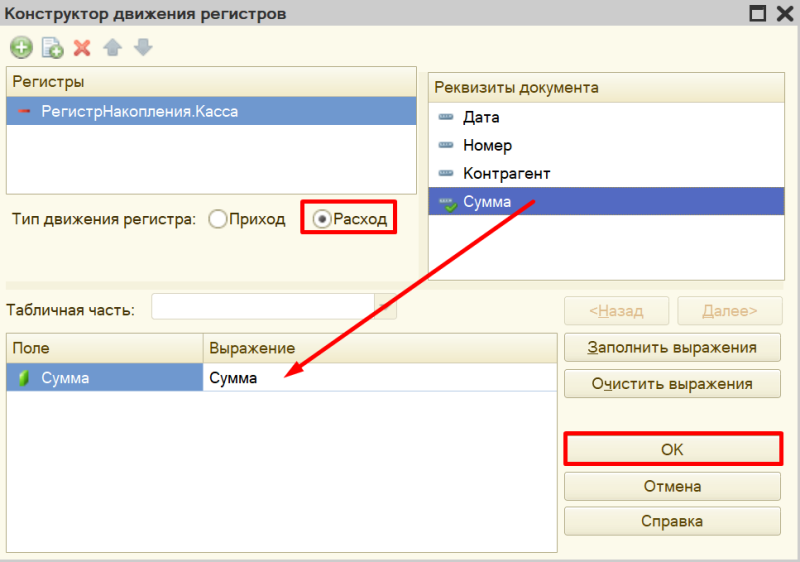 Конструктор движения регистров
Регистры
РегистрНакопления.Касса
Реквизиты документа
Дата
Номер
Контрагент
Сумма
Тип движения регистра: Приход Расход
Табличная часть:
<Назад Далее>
Поле Выражение
Сумма Сумма
Заполнить выражения
Очистить выражения
ОК
Отмена
Справка